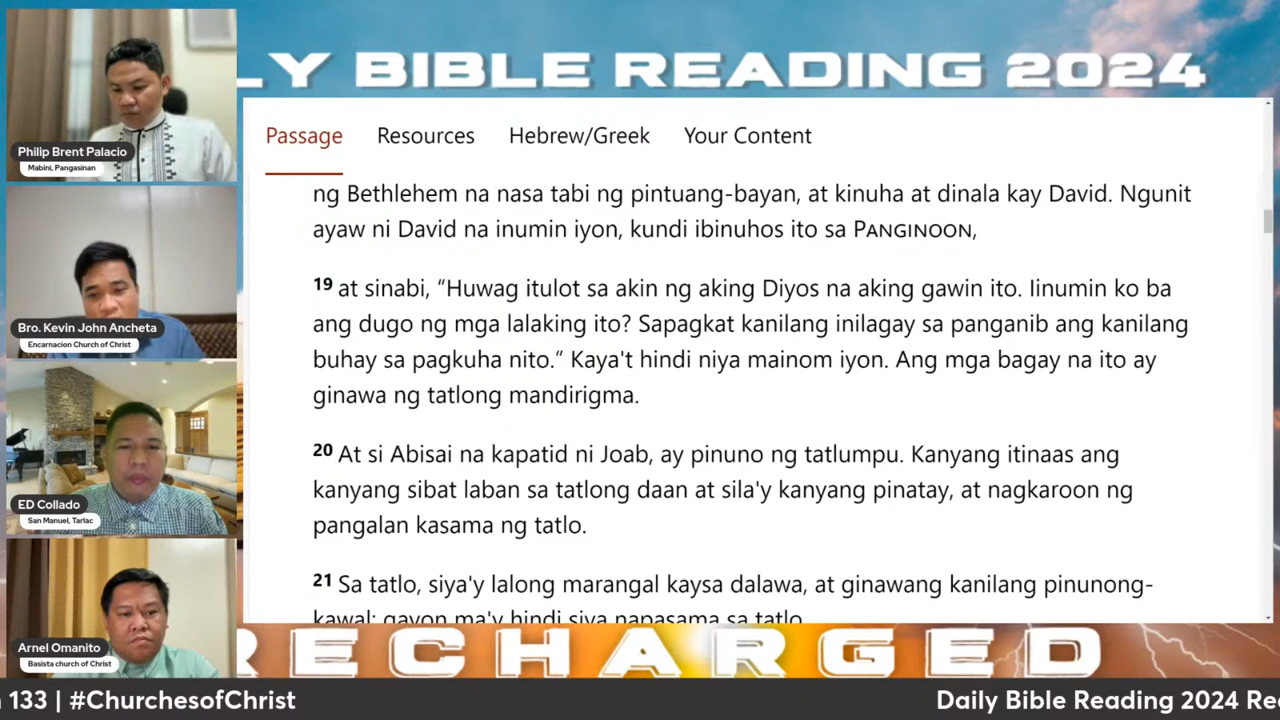 LY BIBLE READING 2024
Philip Brent Palacio
Mabini, Pangasinan
Bro. Kevin John Ancheta
Encarnacion Church of Christ
ED Collado
San Manuel, Tarlac
Arnel Omanito
Basista church of Christ
Passage Resources Hebrew/Greek Your Content
ng Bethlehem na nasa tabi ng pintuang-bayan, at kinuha at dinala kay David. Ngunit
ayaw ni David na inumin iyon, kundi ibinuhos ito sa PANGINOON,
19 at sinabi, “Huwag itulot sa akin ng aking Diyos na aking gawin ito. Iinumin ko ba
ang dugo ng mga lalaking ito? Sapagkat kanilang inilagay sa panganib ang kanilang
buhay sa pagkuha nito.” Kaya't hindi niya mainom iyon. Ang mga bagay na ito ay
ginawa ng tatlong mandirigma.
20 At si Abisai na kapatid ni Joab, ay pinuno ng tatlumpu. Kanyang itinaas ang
kanyang sibat laban sa tatlong daan at sila'y kanyang pinatay, at nagkaroon ng
pangalan kasama ng tatlo.
21 Sa tatlo, siya'y lalong marangal kaysa dalawa, at ginawang kanilang pinunong-
kawal; gayon ma'y hindi siya napasama sa tatlo.
RECHARGED
133 | #ChurchesofChrist
Daily Bible Reading 2024 Re